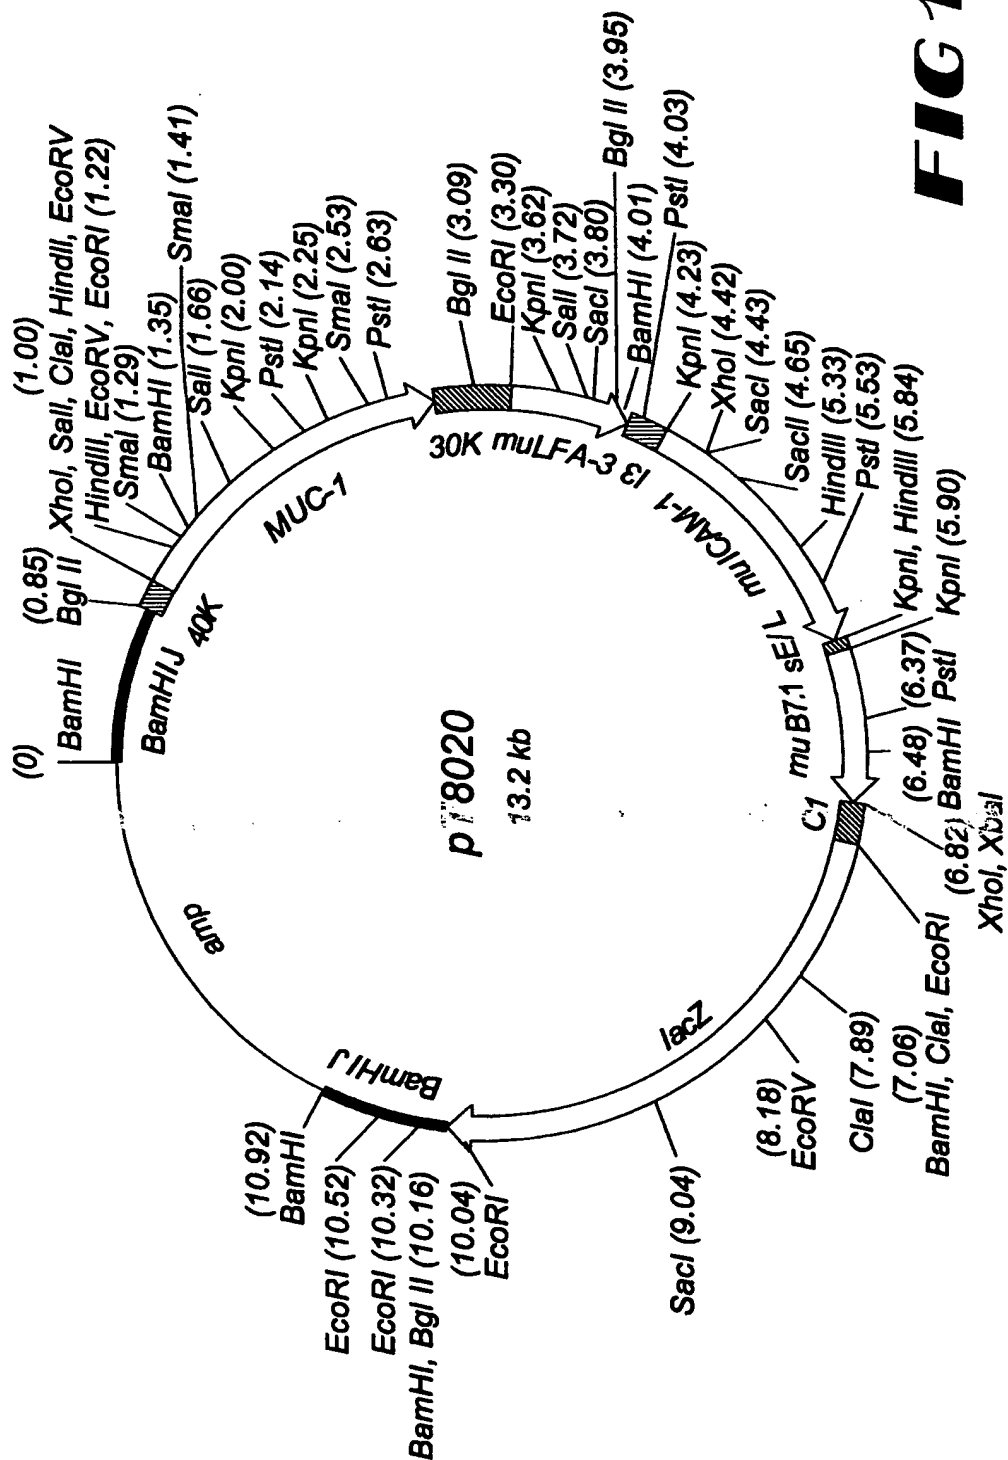 (0)
BamHI
(0.85)
Bgl II
(1.00)
XhoI, SalI, ClaI, HindII, EcoRV
HindIII, EcoRV, EcoRI (1.22)
SmaI (1.29)
BamHI (1.35)
SmaI (1.41)
SalI (1.66)
KpnI (2.00)
PstI (2.14)
KpnI (2.25)
SmaI (2.53)
PstI (2.63)
Bgl II (3.09)
EcoRI (3.30)
KpnI (3.62)
SalI (3.72)
SacI (3.80)
Bgl II (3.95)
BamHI (4.01)
PstI (4.03)
KpnI (4.23)
XhoI (4.42)
SacI (4.43)
SacII (4.65)
HindIII (5.33)
PstI (5.53)
KpnI, HindIII (5.84)
KpnI (5.90)
(6.37)
PstI
(6.48)
BamHI
(6.82)
XhoI, XbaI
(7.06)
BamHI, ClaI, EcoRI
ClaI (7.89)
(8.18)
EcoRV
SacI (9.04)
(10.04)
EcoRI
BamHI, Bgl II (10.16)
EcoRI (10.32)
EcoRI (10.52)
(10.92)
BamHI
BamHI J
40K
MUC-1
30K
muLFA-3
I3
muICAM-1
sE/L
muB7.1
C1
lacZ
BamHI J
amp
pT8020
13.2 kb
FIG 1